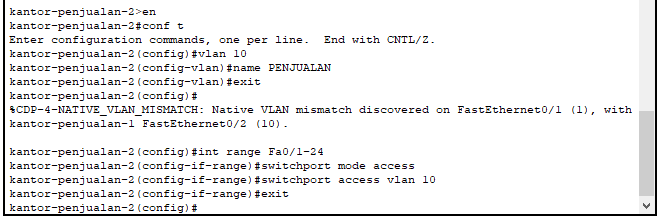 kantor-penjualan-2>en
kantor-penjualan-2#conf t
Enter configuration commands, one per line.  End with CNTL/Z.
kantor-penjualan-2(config)#vlan 10
kantor-penjualan-2(config-vlan)#name PENJUALAN
kantor-penjualan-2(config-vlan)#exit
kantor-penjualan-2(config)#
%CDP-4-NATIVE_VLAN_MISMATCH: Native VLAN mismatch discovered on FastEthernet0/1 (1), with
kantor-penjualan-1 FastEthernet0/2 (10).

kantor-penjualan-2(config)#int range Fa0/1-24
kantor-penjualan-2(config-if-range)#switchport mode access
kantor-penjualan-2(config-if-range)#switchport access vlan 10
kantor-penjualan-2(config-if-range)#exit
kantor-penjualan-2(config)#